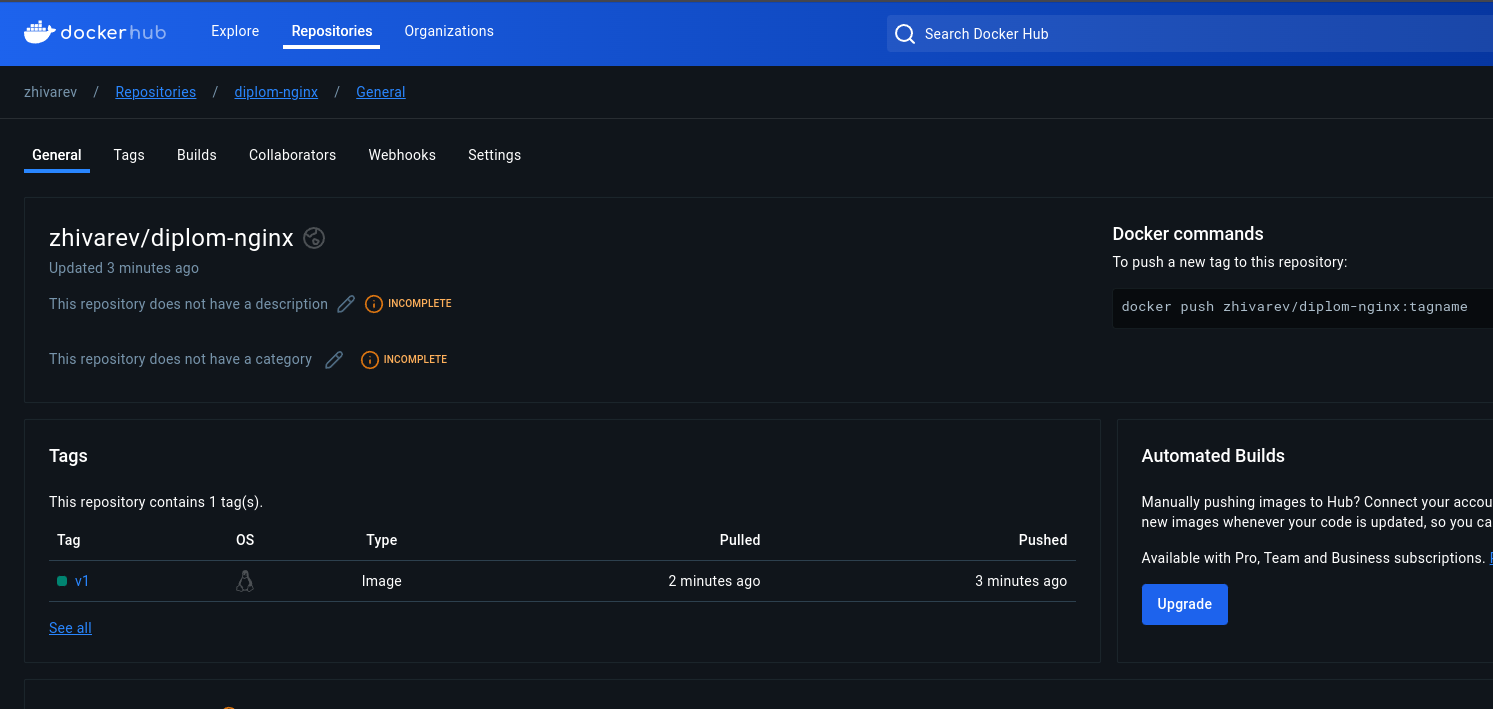 dockerhub Explore Repositories Organizations Search Docker Hub
zhivarev / Repositories / diplom-nginx / General
General Tags Builds Collaborators Webhooks Settings
zhivarev/diplom-nginx
Updated 3 minutes ago
This repository does not have a description INCOMPLETE
This repository does not have a category INCOMPLETE
Docker commands
To push a new tag to this repository:
docker push zhivarev/diplom-nginx:tagname
Tags
This repository contains 1 tag(s).
Tag OS Type Pulled Pushed
v1 Image 2 minutes ago 3 minutes ago
See all
Automated Builds
Manually pushing images to Hub? Connect your accou
new images whenever your code is updated, so you ca
Available with Pro, Team and Business subscriptions.
Upgrade